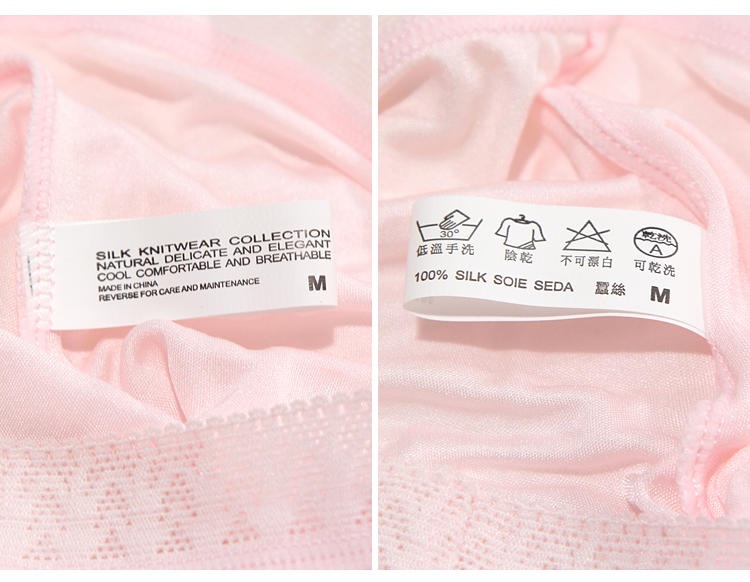 SILK KNITWEAR COLLECTION
NATURAL DELICATE AND ELEGANT
COOL COMFORTABLE AND BREATHABLE
MADE IN CHINA
REVERSE FOR CARE AND MAINTENANCE
M
30°
乾洗
A
低溫手洗 陰乾 不可漂白 可乾洗
100% SILK SOIE SEDA 蠶絲 M